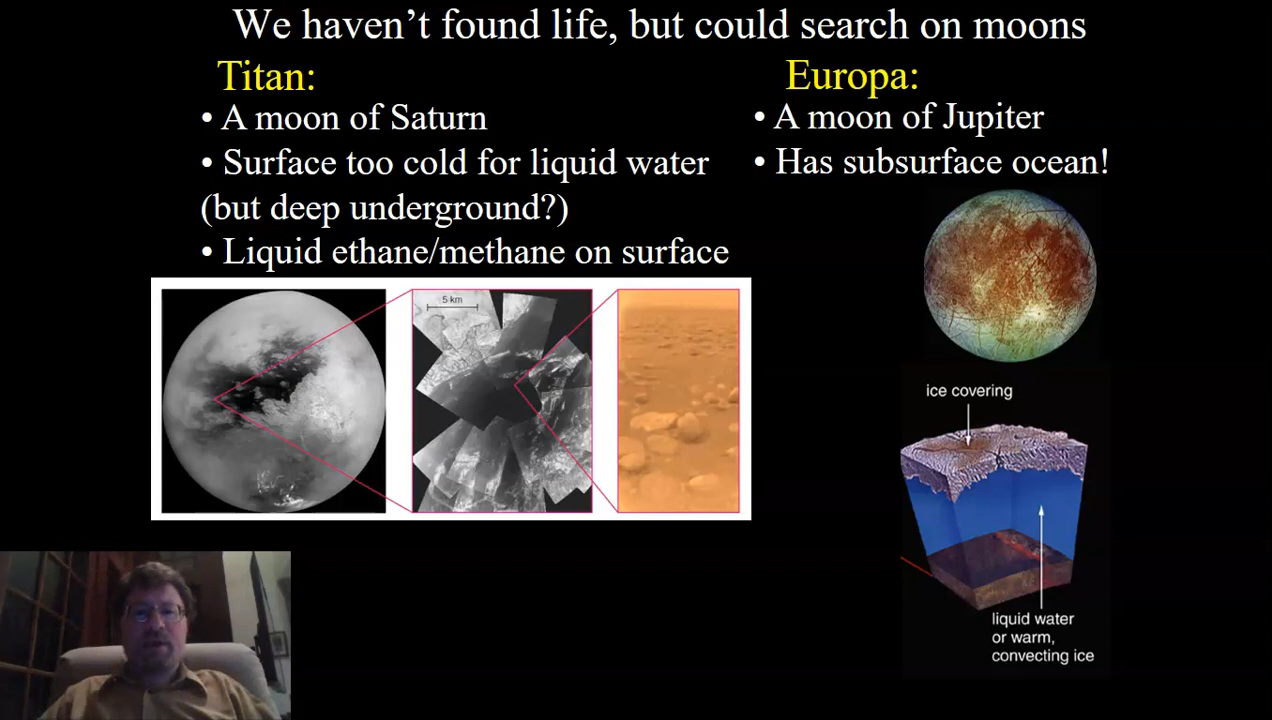 We haven't found life, but could search on moons
Titan:
• A moon of Saturn
• Surface too cold for liquid water
(but deep underground?)
• Liquid ethane/methane on surface
5 km
Europa:
• A moon of Jupiter
• Has subsurface ocean!
ice covering
liquid water
or warm,
convecting ice